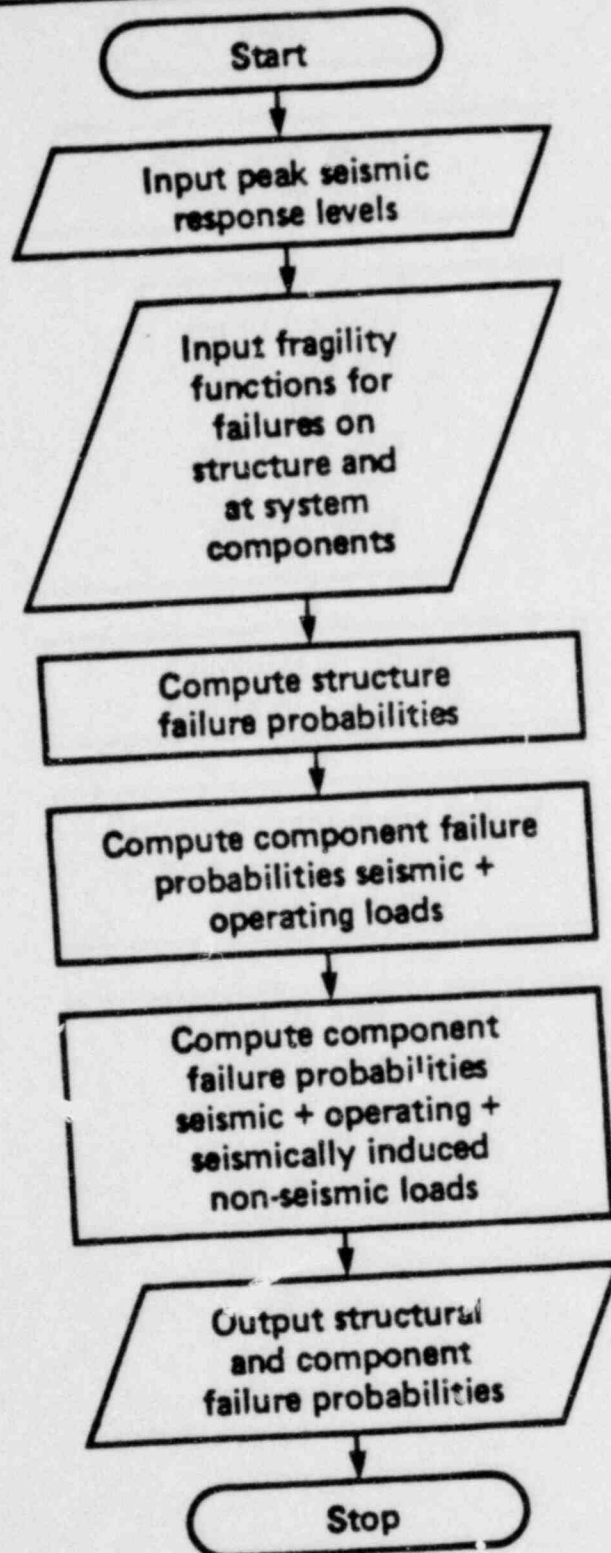 Start
Input peak seismic
response levels
Input fragility
functions for
failures on
structure and
at system
components
Compute structure
failure probabilities
Compute component failure
probabilities seismic +
operating loads
Compute component
failure probabilities
seismic + operating +
seismically induced
non-seismic loads
Output structural
and component
failure probabilities
Stop